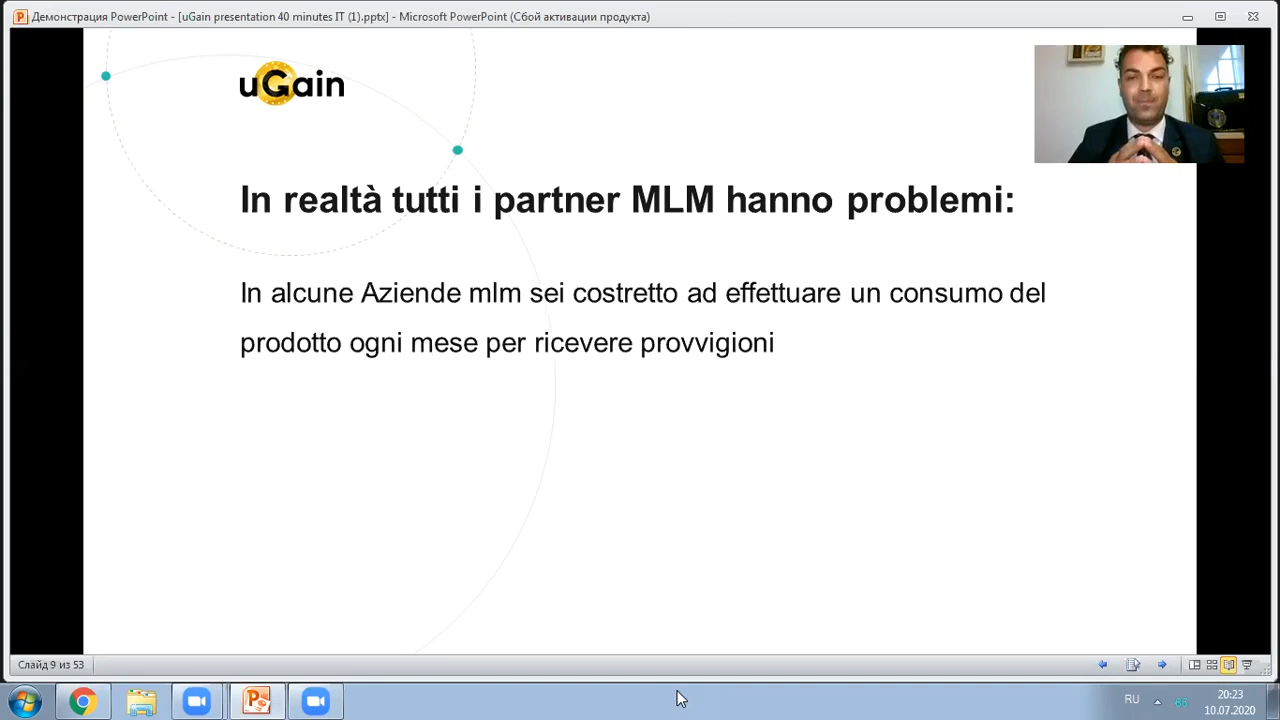 Демонстрация PowerPoint - [uGain presentation 40 minutes IT (1).pptx] - Microsoft PowerPoint (Сбой активации продукта)
uGain
In realtà tutti i partner MLM hanno problemi:
In alcune Aziende mlm sei costretto ad effettuare un consumo del
prodotto ogni mese per ricevere provvigioni
Слайд 9 из 53
RU
20:23
10.07.2020